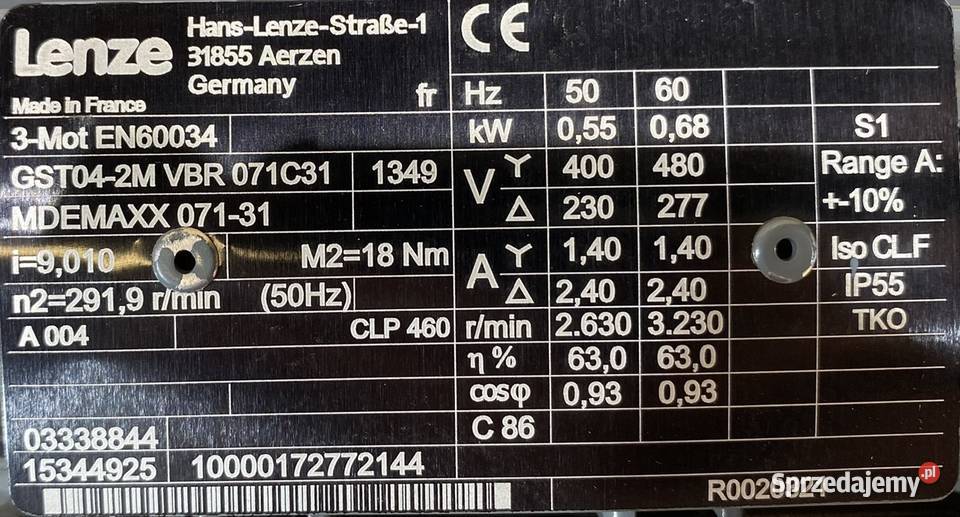 Lenze
Hans-Lenze-Straße-1
31855 Aerzen
Germany
Made in France
fr
3-Mot EN60034
GST04-2M VBR 071C31 1349
MDEMAXX 071-31
i=9,010 M2=18 Nm
n2=291,9 r/min (50Hz)
A 004 CLP 460
03338844
15344925 10000172772144
CE
Hz 50 60
kW 0,55 0,68 S1
V Y 400 480 Range A:
Δ 230 277 +-10%
A Y 1,40 1,40 Iso CLF
Δ 2,40 2,40 IP55
r/min 2.630 3.230 TKO
η % 63,0 63,0
cosφ 0,93 0,93
C 86
Sprzedajemy .pl